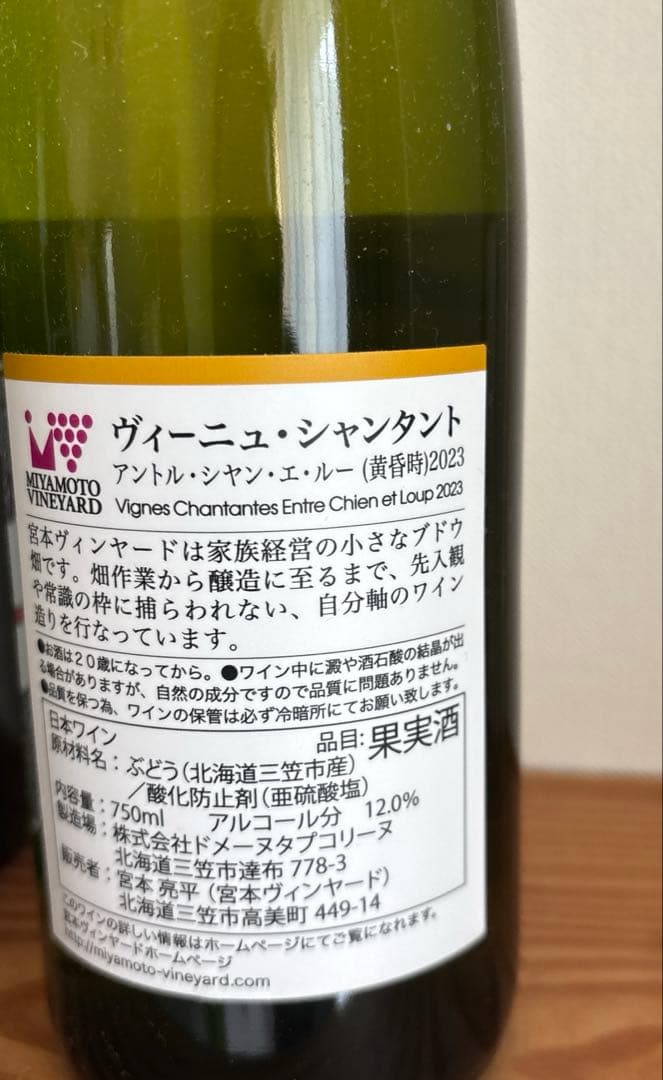 MIYAMOTO
VINEYARD
ヴィーニュ・シャンタント
アントル・シヤン・エ・ルー (黄昏時)2023
Vignes Chantantes Entre Chien et Loup 2023
宮本ヴィンヤードは家族経営の小さなブドウ
畑です。畑作業から醸造に至るまで、先入観
や常識の枠に捕らわれない、自分軸のワイン
造りを行なっています。
●お酒は20歳になってから。●ワイン中に澱や酒石酸の結晶が出
る場合がありますが、自然の成分ですので品質に問題ありません。
●品質を保つ為、ワインの保管は必ず冷暗所にてお願い致します。
日本ワイン 品目:果実酒
原材料名:ぶどう(北海道三笠市産)
/酸化防止剤(亜硫酸塩)
内容量:750ml アルコール分 12.0%
製造場:株式会社ドメーヌタプコリーヌ
北海道三笠市達布 778-3
販売者:宮本 亮平 (宮本ヴィンヤード)
北海道三笠市高美町 449-14
このワインの詳しい情報はホームページにてご覧になれます。
宮本ヴィンヤードホームページ
http://miyamoto-vineyard.com